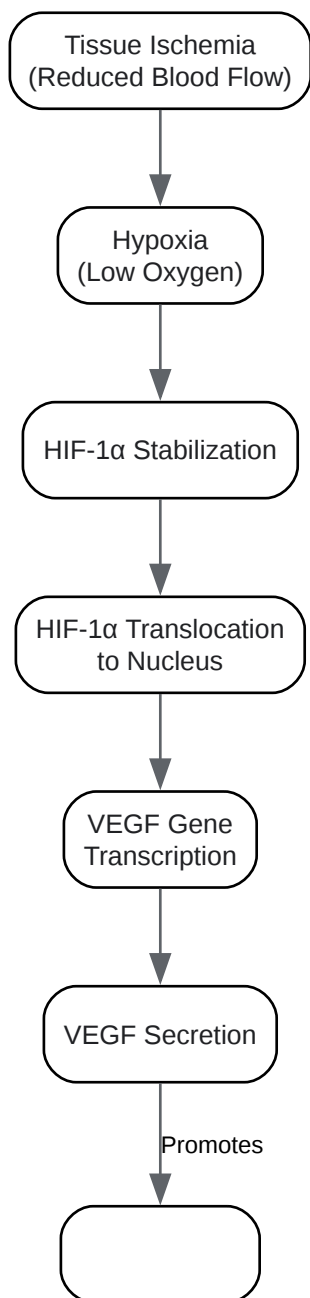 Tissue Ischemia
(Reduced Blood Flow)
Hypoxia
(Low Oxygen)
HIF-1α Stabilization
HIF-1α Translocation
to Nucleus
VEGF Gene
Transcription
VEGF Secretion
Promotes